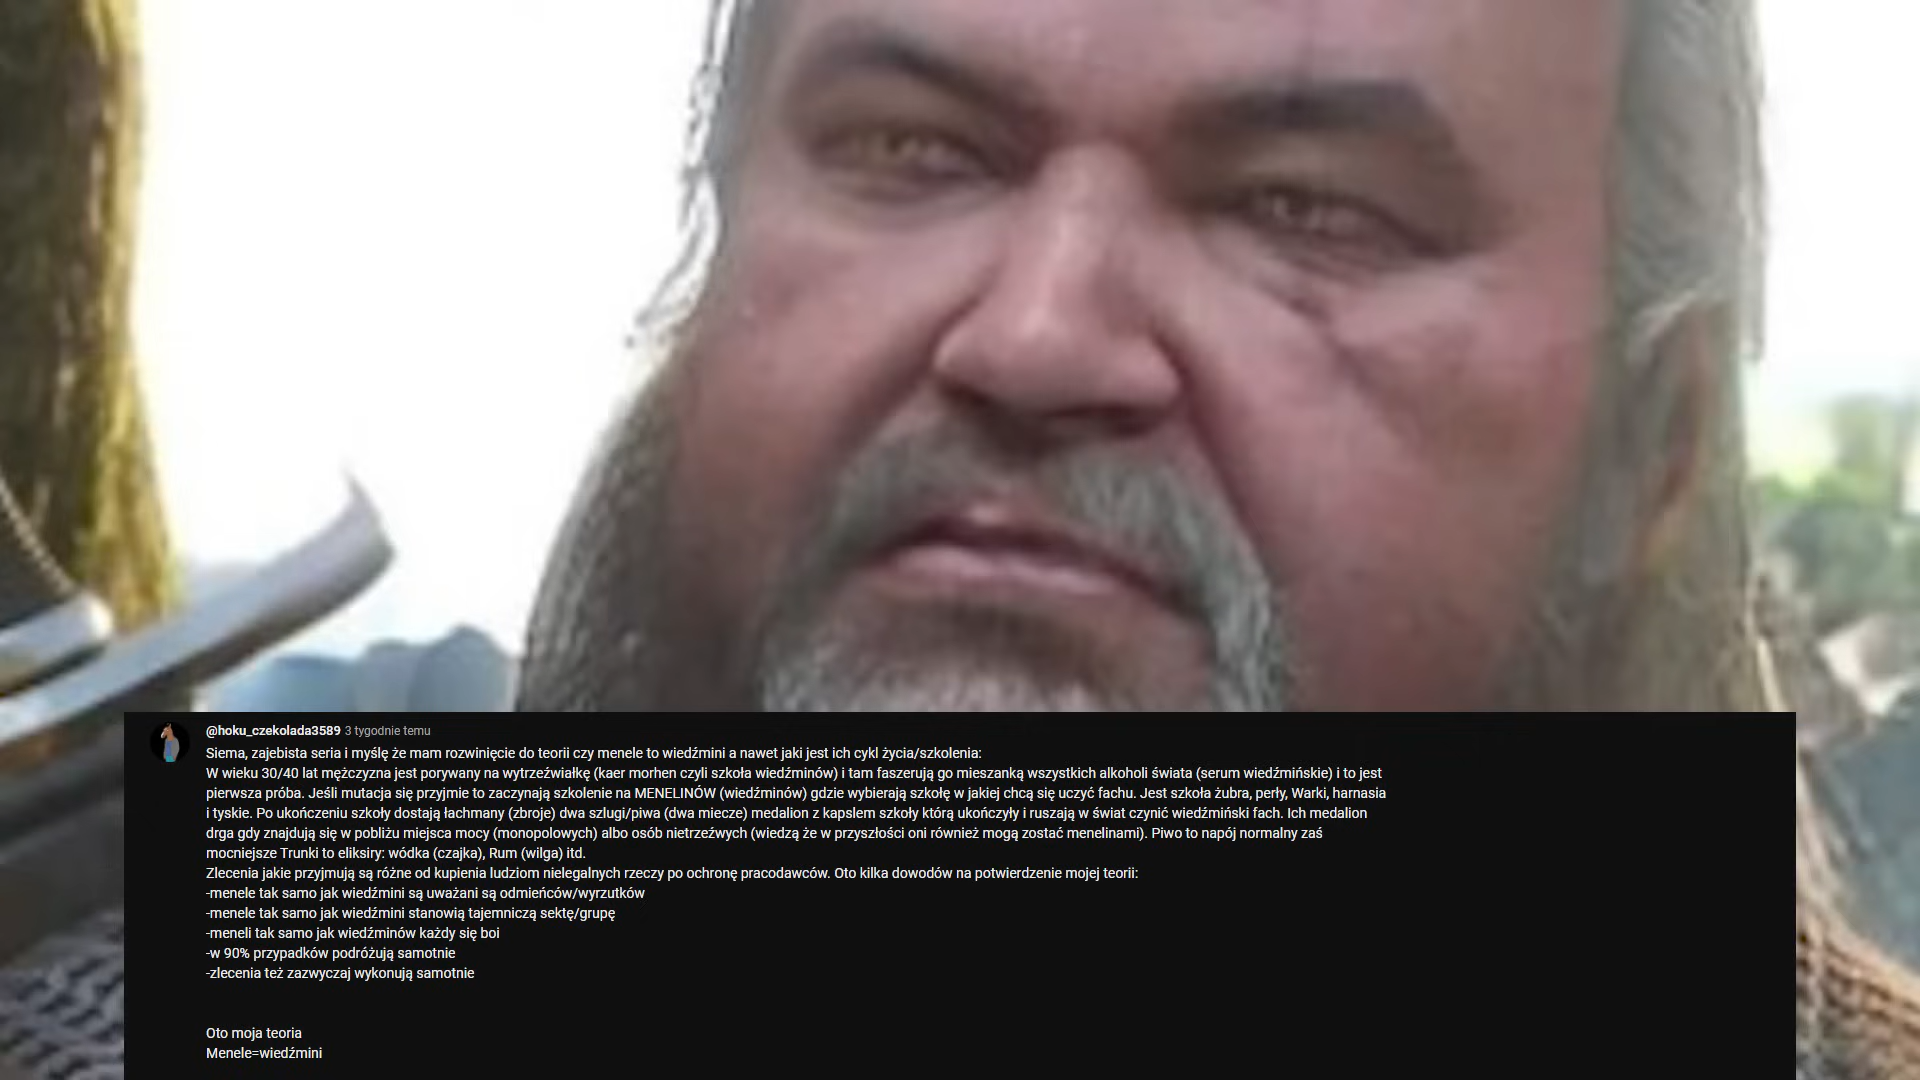 @hoku_czekolada3589 3 tygodnie temu
Siema, zajebista seria i myślę że mam rozwinięcie do teorii czy menele to wiedźmini a nawet jaki jest ich cykl życia/szkolenia:
W wieku 30/40 lat mężczyzna jest porywany na wytrzeźwiałkę (kaer morhen czyli szkoła wiedźminów) i tam faszerują go mieszanką wszystkich alkoholi świata (serum wiedźmińskie) i to jest
pierwsza próba. Jeśli mutacja się przyjmie to zaczynają szkolenie na MENELINÓW (wiedźminów) gdzie wybierają szkołę w jakiej chcą się uczyć fachu. Jest szkoła żubra, perły, Warki, harnasia
i tyskie. Po ukończeniu szkoły dostają łachmany (zbroje) dwa szlugi/piwa (dwa miecze) medalion z kapslem szkoły którą ukończyły i ruszają w świat czynić wiedźmiński fach. Ich medalion
drga gdy znajdują się w pobliżu miejsca mocy (monopolowych) albo osób nietrzeźwych (wiedzą że w przyszłości oni również mogą zostać menelinami). Piwo to napój normalny zaś
mocniejsze Trunki to eliksiry: wódka (czajka), Rum (wilga) itd.
Zlecenia jakie przyjmują są różne od kupienia ludziom nielegalnych rzeczy po ochronę pracodawców. Oto kilka dowodów na potwierdzenie mojej teorii:
-menele tak samo jak wiedźmini są uważani są odmieńców/wyrzutków
-menele tak samo jak wiedźmini stanowią tajemniczą sektę/grupę
-meneli tak samo jak wiedźminów każdy się boi
-w 90% przypadków podróżują samotnie
-zlecenia też zazwyczaj wykonują samotnie
Oto moja teoria
Menele=wiedźmini